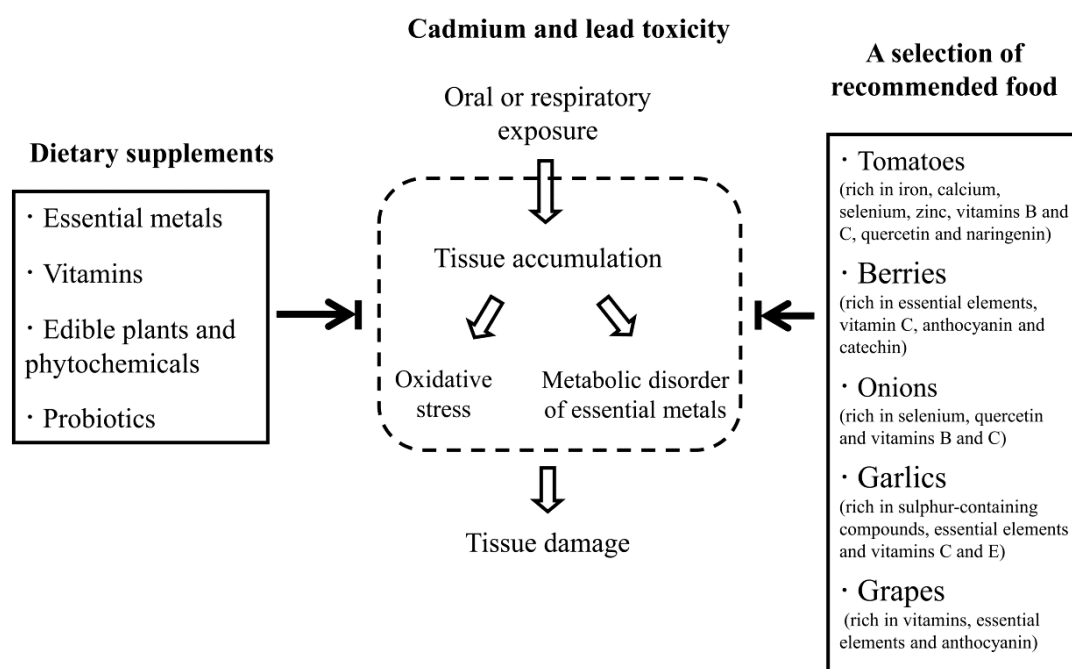 Cadmium and lead toxicity
Oral or respiratory
exposure
Tissue accumulation
Oxidative
stress
Metabolic disorder
of essential metals
Tissue damage
Dietary supplements
· Essential metals
· Vitamins
· Edible plants and
phytochemicals
· Probiotics
A selection of
recommended food
· Tomatoes
(rich in iron, calcium,
selenium, zinc, vitamins B and
C, quercetin and naringenin)
· Berries
(rich in essential elements,
vitamin C, anthocyanin and
catechin)
· Onions
(rich in selenium, quercetin
and vitamins B and C)
· Garlics
(rich in sulphur-containing
compounds, essential elements
and vitamins C and E)
· Grapes
(rich in vitamins, essential
elements and anthocyanin)